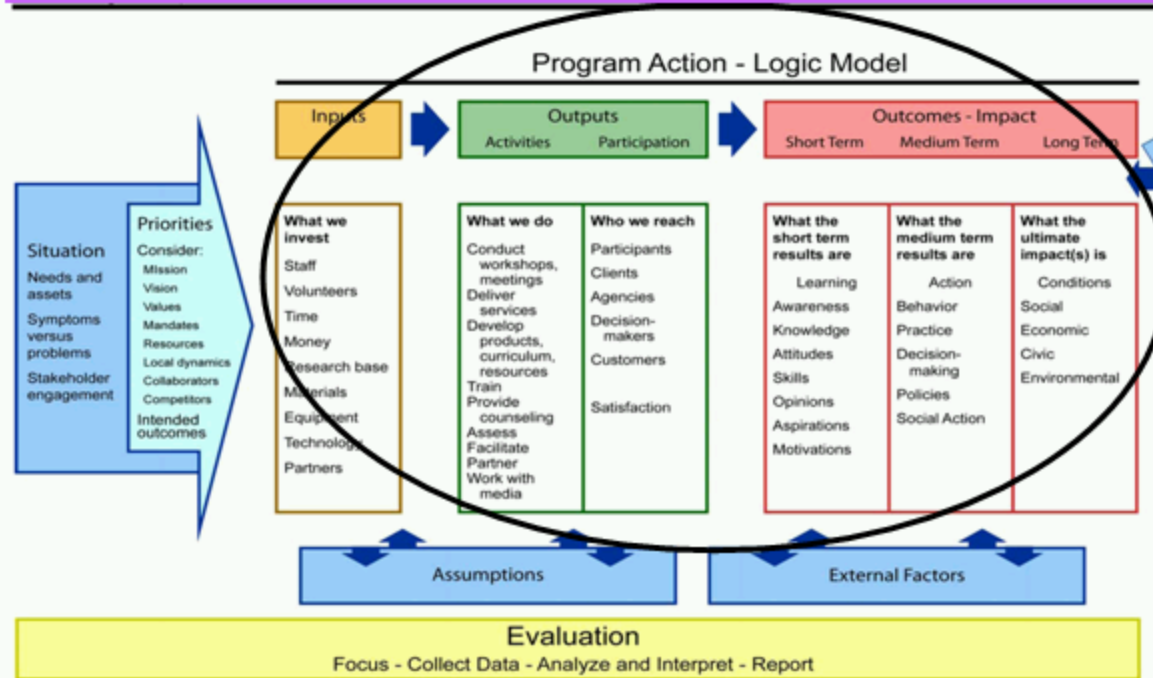 Program Action - Logic Model
Inputs
Outputs
Activities
Participation
Outcomes - Impact
Short Term
Medium Term
Long Term
Situation
Needs and
assets
Symptoms
versus
problems
Stakeholder
engagement
Priorities
Consider:
MIssion
Vision
Values
Mandates
Resources
Local dynamics
Collaborators
Competitors
Intended
outcomes
What we
invest
Staff
Volunteers
Time
Money
Research base
Materials
Equipment
Technology
Partners
What we do
Conduct
workshops,
meetings
Deliver
services
Develop
products,
curriculum,
resources
Train
Provide
counseling
Assess
Facilitate
Partner
Work with
media
Who we reach
Participants
Clients
Agencies
Decision-
makers
Customers
Satisfaction
What the
short term
results are
Learning
Awareness
Knowledge
Attitudes
Skills
Opinions
Aspirations
Motivations
What the
medium term
results are
Action
Behavior
Practice
Decision-
making
Policies
Social Action
What the
ultimate
impact(s) is
Conditions
Social
Economic
Civic
Environmental
Assumptions
External Factors
Evaluation
Focus - Collect Data - Analyze and Interpret - Report